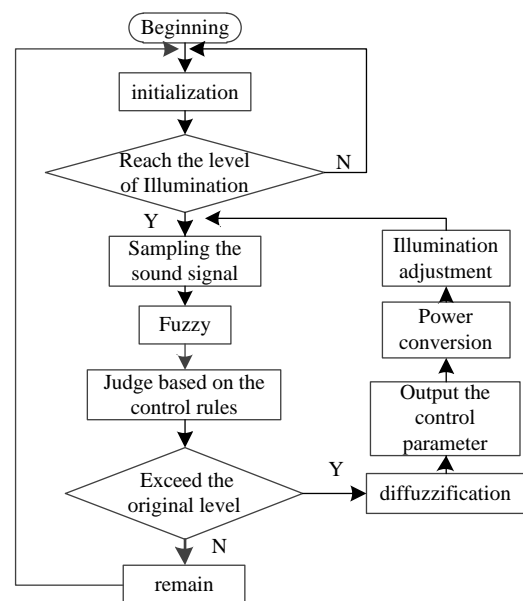 Beginning
initialization
Reach the level
of Illumination
N
Y
Sampling the
sound signal
Illumination
adjustment
Fuzzy
Power
conversion
Judge based on the
control rules
Output the
control
parameter
Exceed the
original level
Y
diffuzzification
N
remain